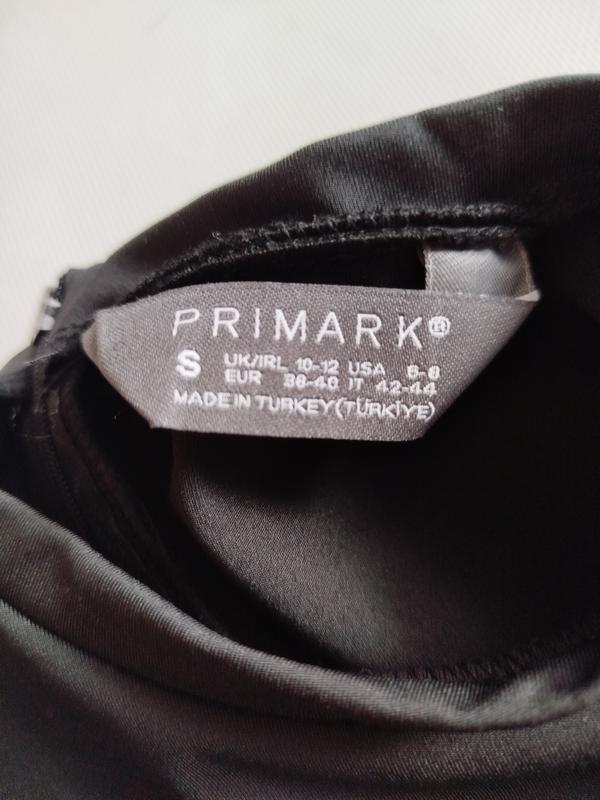 PRIMARK®
S UK/IRL 10-12 USA 6-8
EUR 38-40 IT 42-44
MADE IN TURKEY(TÜRKİYE)